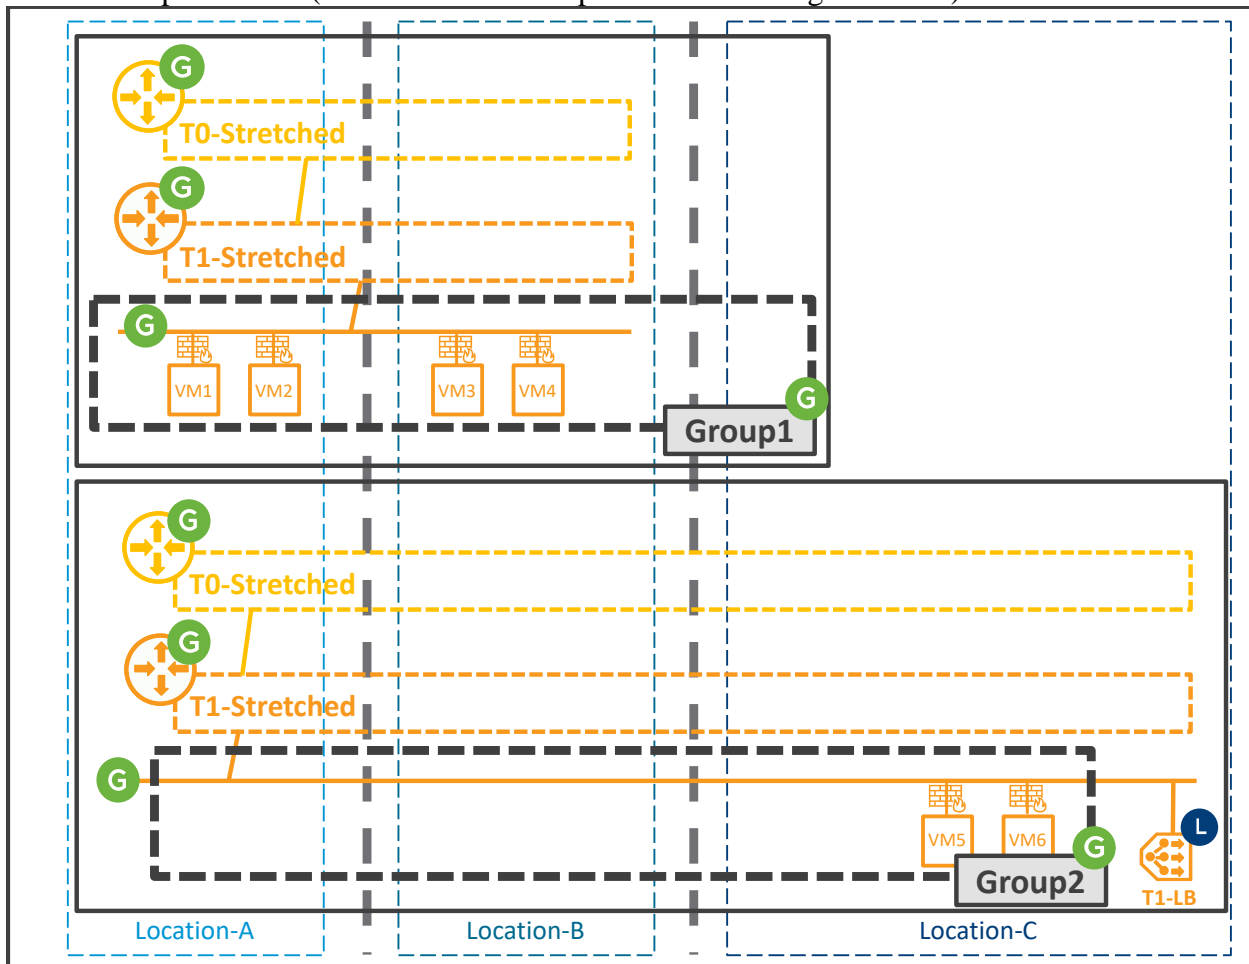 G
T0-Stretched
G
T1-Stretched
G
VM1 VM2 VM3 VM4
G
Group1
G
T0-Stretched
G
T1-Stretched
G
VM5 VM6 L
G
Group2
T1-LB
Location-A Location-B Location-C